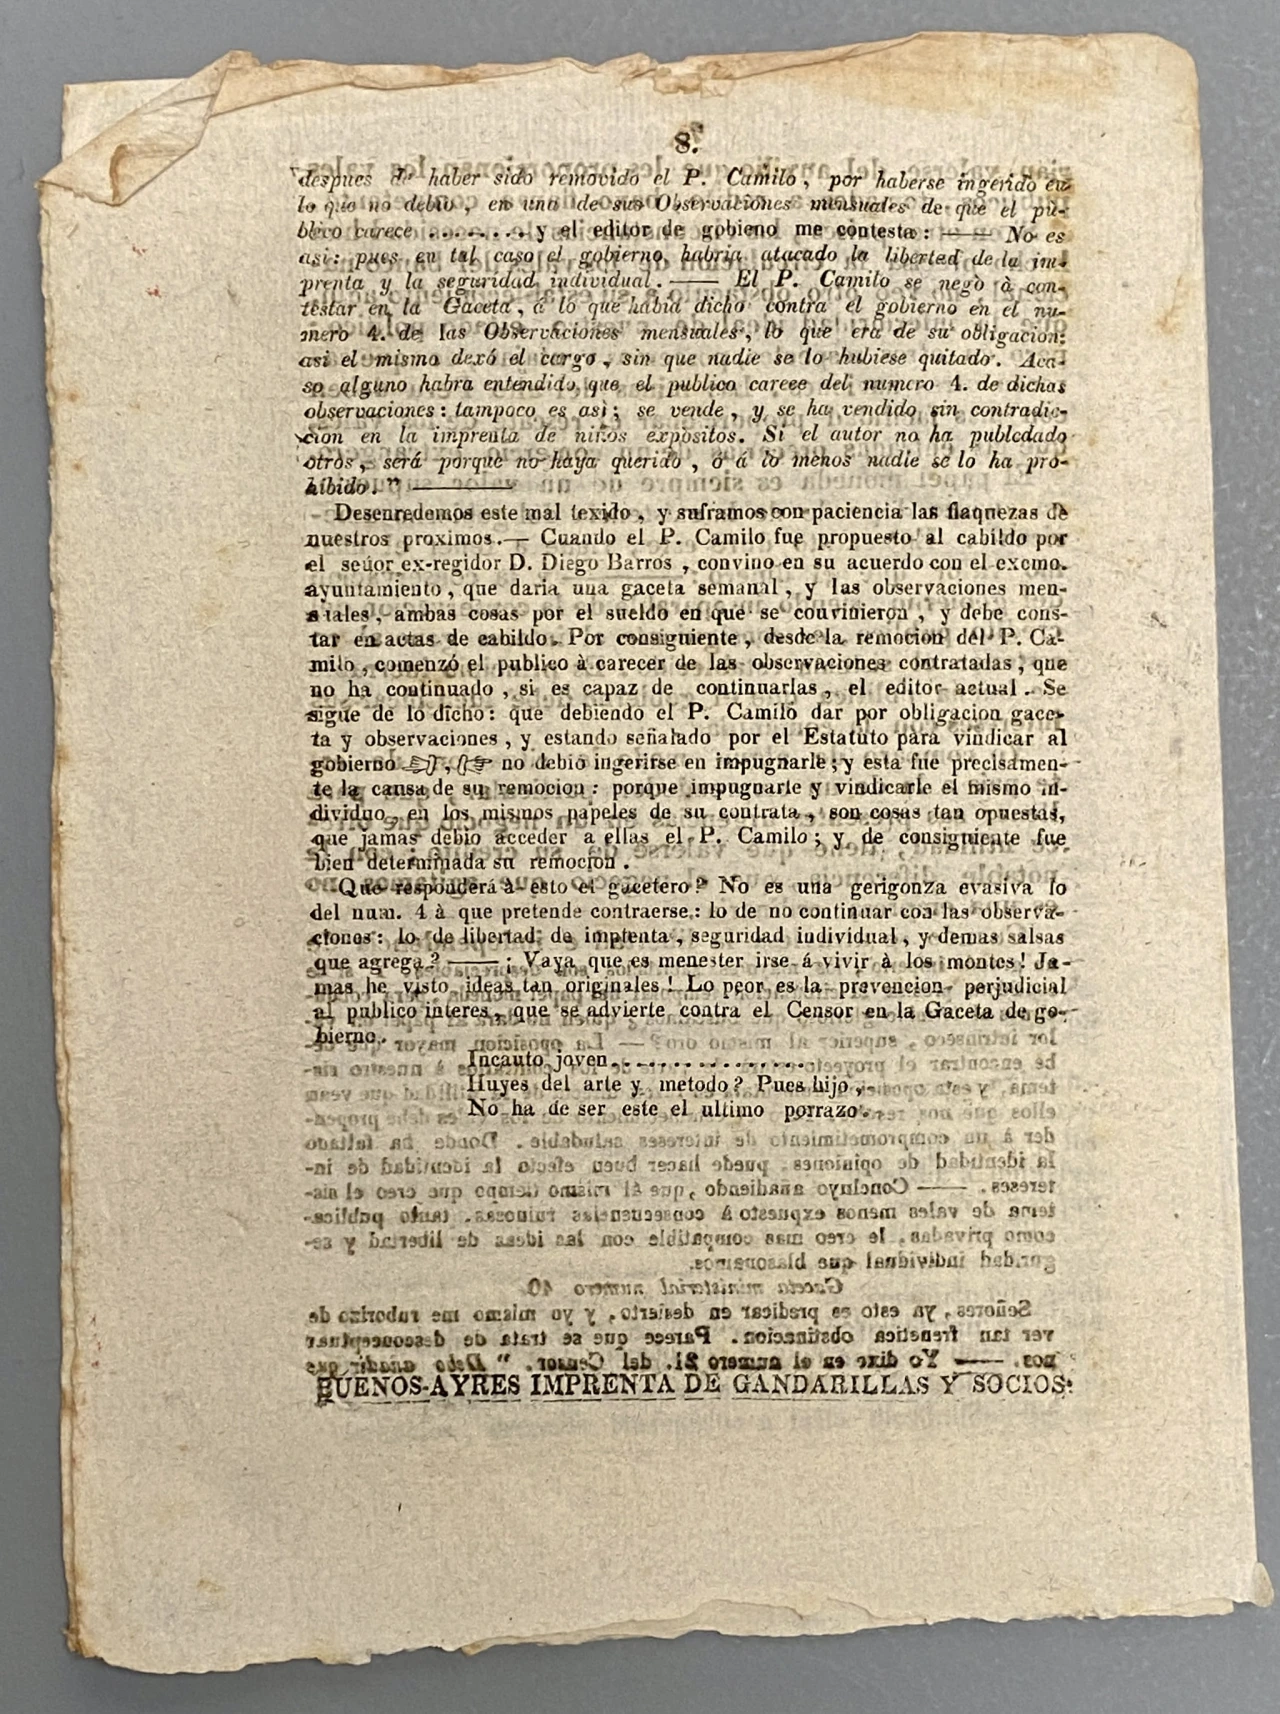 8.
despues de haber sido removido el P. Camilo, por haberse ingerido en
lo que no debio, en una de sus Observaciones mensuales de que el pu-
blico carece ........ y el editor de gobieno me contesta: —— No es
asi: pues en tal caso el gobierno habria atacado la libertad de la im-
prenta y la seguridad individual. —— El P. Camilo se negò à con-
testar en la Gaceta, á lo que habia dicho contra el gobierno en el nu-
mero 4. de las Observaciones mensuales, lo que era de su obligacion:
asi el mismo dexó el cargo, sin que nadie se lo hubiese quitado. Aca-
so alguno habra entendido que el publico careee del numero 4. de dichas
observaciones: tampoco es asi; se vende, y se ha vendido sin contradic-
cion en la imprenta de niños expósitos. Si el autor no ha publcdado
otros, será porque no haya querido, ó á lo menos nadie se lo ha pro-
hibido." ———
Desenredemos este mal texido, y suframos con paciencia las flaquezas de
nuestros proximos.— Cuando el P. Camilo fue propuesto al cabildo por
el señor ex-regidor D. Diego Barros, convino en su acuerdo con el excmo.
ayuntamiento, que daria una gaceta semanal, y las observaciones men-
suales, ambas cosas por el sueldo en que se convinieron, y debe cons-
tar en actas de cabildo. Por consiguiente, desde la remocion del P. Ca-
milo, comenzó el publico à carecer de las observaciones contratadas, que
no ha continuado, si es capaz de continuarlas, el editor actual. Se
sigue de lo dicho: que debiendo el P. Camilo dar por obligacion gace-
ta y observaciones, y estando señalado por el Estatuto para vindicar al
gobierno ☞, ☞ no debió ingerirse en impugnarle; y esta fue precisamen-
te la causa de su remocion: porque impugnarle y vindicarle el mismo in-
dividuo, en los mismos papeles de su contrata, son cosas tan opuestas,
que jamas debio acceder a ellas el P. Camilo; y de consiguiente fue
bien determinada su remocion.
Que responderá à esto el gacetero? No es una gerigonza evasiva lo
del num. 4 à que pretende contraerse: lo de no continuar con las observa-
ciones: lo de libertad de imprenta, seguridad individual, y demas salsas
que agrega? —— ¡ Vaya que es menester irse á vivir à los montes! Ja-
mas he visto ideas tan originales! Lo peor es la prevencion perjudicial
al publico interes, que se advierte contra el Censor en la Gaceta de go-
bierno.
Incauto joven..................
Huyes del arte y metodo? Pues hijo,
No ha de ser este el ultimo porrazo.
BUENOS-AYRES IMPRENTA DE GANDARILLAS Y SOCIOS.